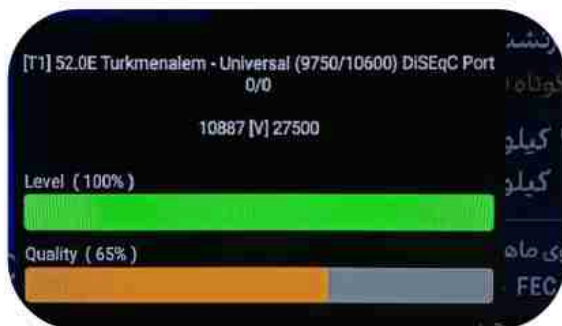 [T1] 52.0E Turkmenalem - Universal (9750/10600) DiSEqC Port
0/0
10887 [V] 27500
Level ( 100% )
Quality ( 65% )
کوتاه
کیلو
کیلو
FEC